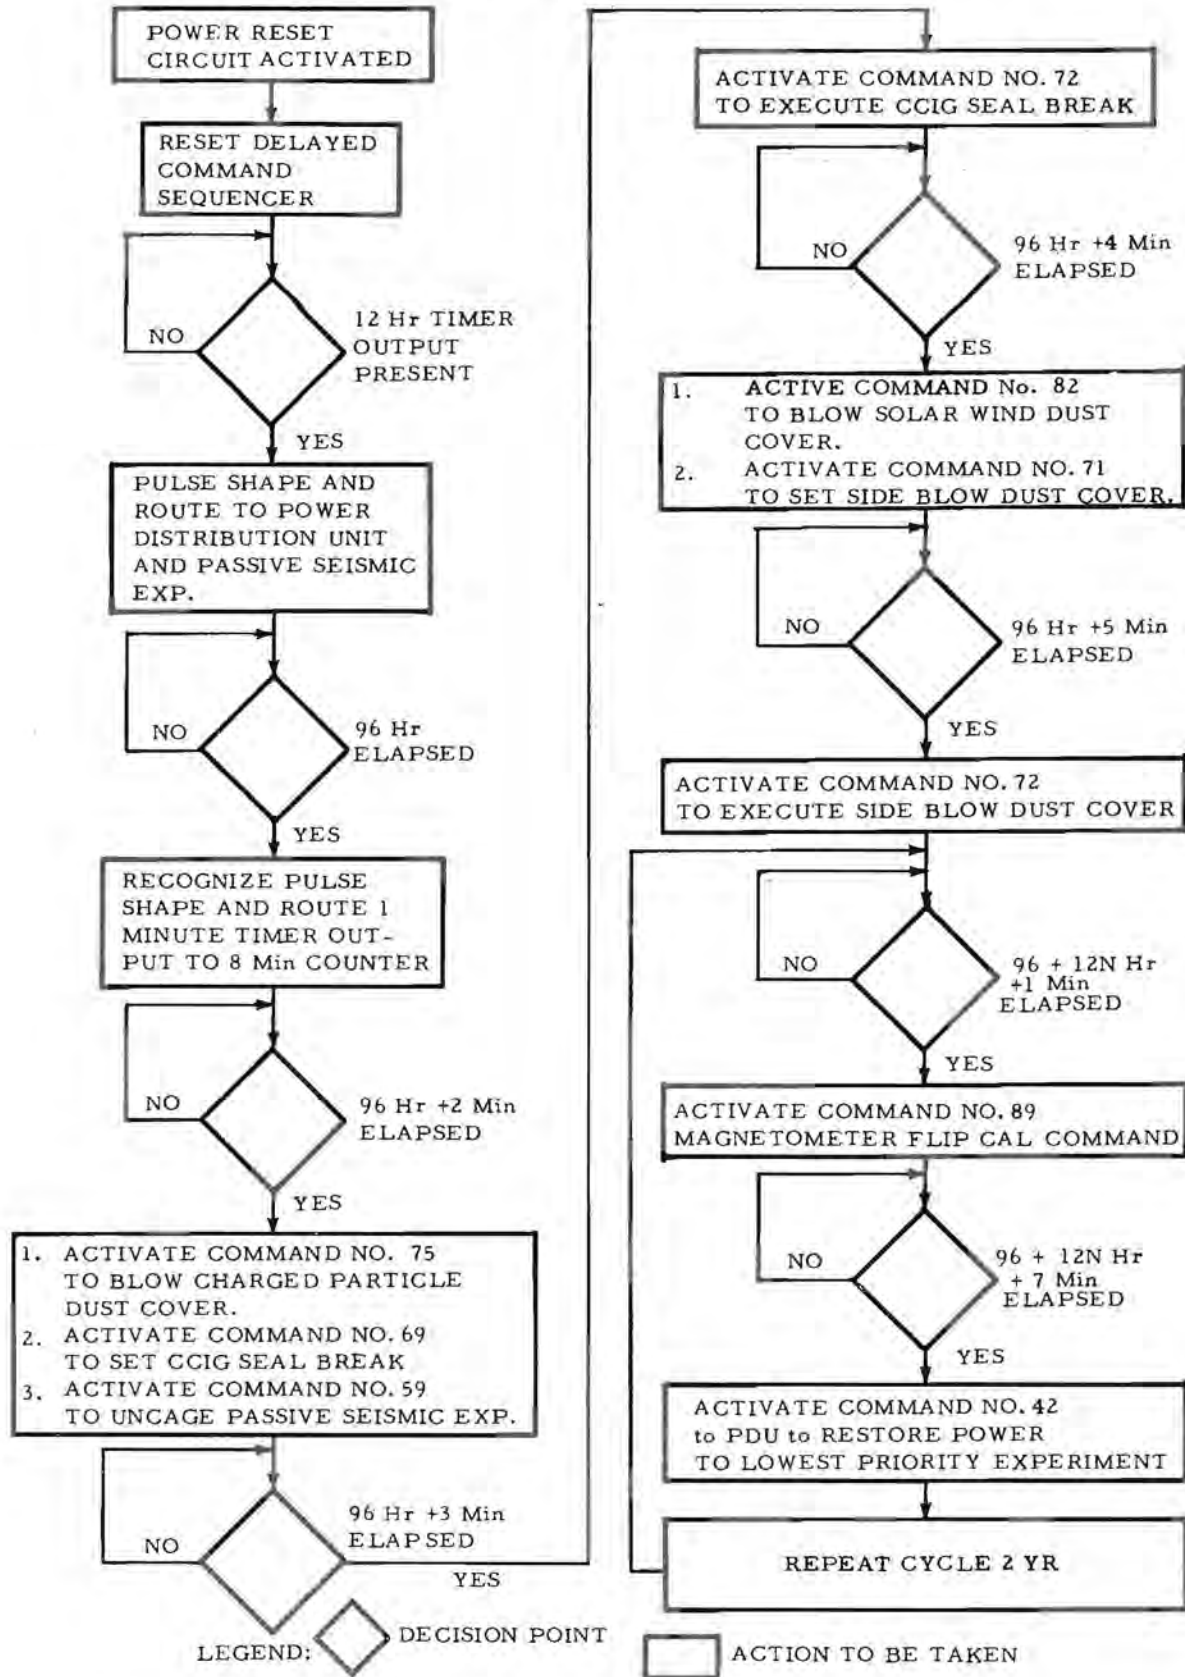 POWER RESET
CIRCUIT ACTIVATED
RESET DELAYED
COMMAND
SEQUENCER
NO
12 Hr TIMER
OUTPUT
PRESENT
YES
PULSE SHAPE AND
ROUTE TO POWER
DISTRIBUTION UNIT
AND PASSIVE SEISMIC
EXP.
NO
96 Hr
ELAPSED
YES
RECOGNIZE PULSE
SHAPE AND ROUTE 1
MINUTE TIMER OUT-
PUT TO 8 Min COUNTER
NO
96 Hr +2 Min
ELAPSED
YES
1. ACTIVATE COMMAND NO. 75
TO BLOW CHARGED PARTICLE
DUST COVER.
2. ACTIVATE COMMAND NO. 69
TO SET CCIG SEAL BREAK
3. ACTIVATE COMMAND NO. 59
TO UNCAGE PASSIVE SEISMIC EXP.
NO
96 Hr +3 Min
ELAPSED
YES
ACTIVATE COMMAND NO. 72
TO EXECUTE CCIG SEAL BREAK
NO
96 Hr +4 Min
ELAPSED
YES
1. ACTIVE COMMAND No. 82
TO BLOW SOLAR WIND DUST
COVER.
2. ACTIVATE COMMAND NO. 71
TO SET SIDE BLOW DUST COVER.
NO
96 Hr +5 Min
ELAPSED
YES
ACTIVATE COMMAND NO. 72
TO EXECUTE SIDE BLOW DUST COVER
NO
96 + 12N Hr
+1 Min
ELAPSED
YES
ACTIVATE COMMAND NO. 89
MAGNETOMETER FLIP CAL COMMAND
NO
96 + 12N Hr
+ 7 Min
ELAPSED
YES
ACTIVATE COMMAND NO. 42
to PDU to RESTORE POWER
TO LOWEST PRIORITY EXPERIMENT
REPEAT CYCLE 2 YR
LEGEND: DECISION POINT
ACTION TO BE TAKEN